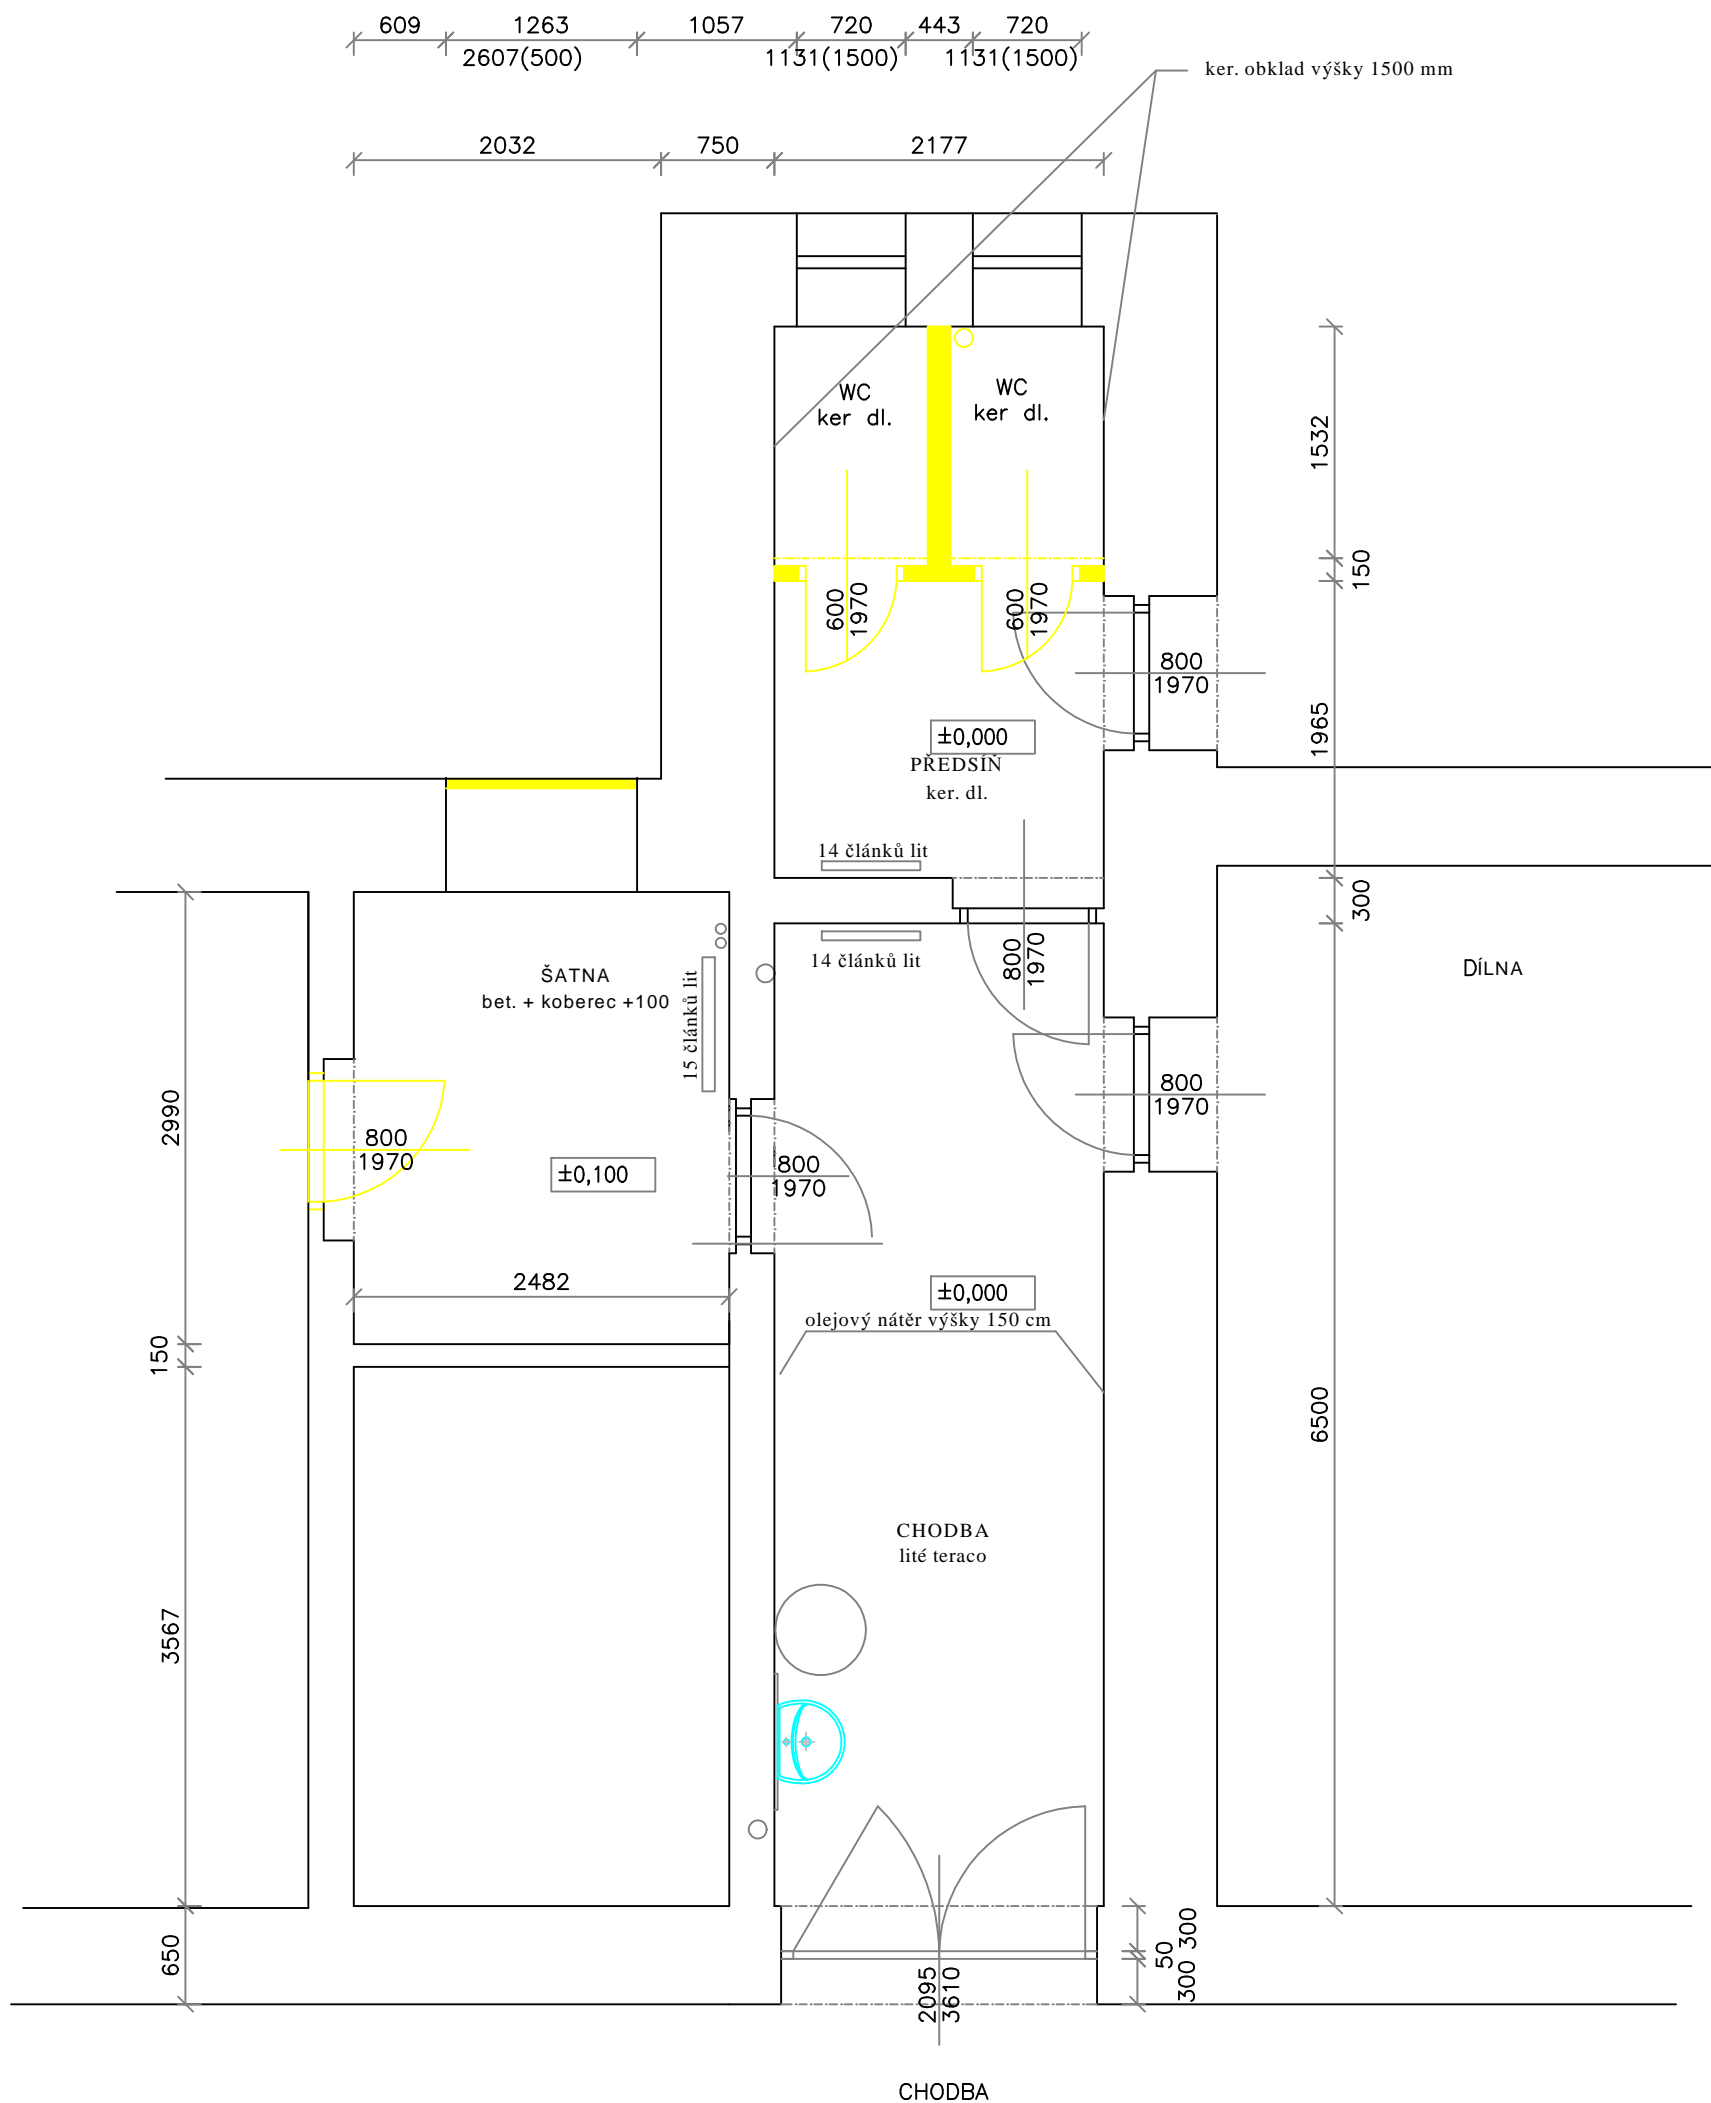 609 1263 1057 720 443 720
2607(500) 1131(1500) 1131(1500)
ker. obklad výšky 1500 mm
2032 750 2177
WC
ker dl.
WC
ker dl.
1532
150
600
1970
600
1970
800
1970
1965
±0,000
PŘEDSÍŇ
ker. dl.
14 článků lit
300
14 článků lit
800
1970
DÍLNA
ŠATNA
bet. + koberec +100
15 článků lit
2990
800
1970
800
1970
±0,100
800
1970
2482
±0,000
olejový nátěr výšky 150 cm
150
6500
CHODBA
lité teraco
3567
650
300
50
300
2095
3610
CHODBA